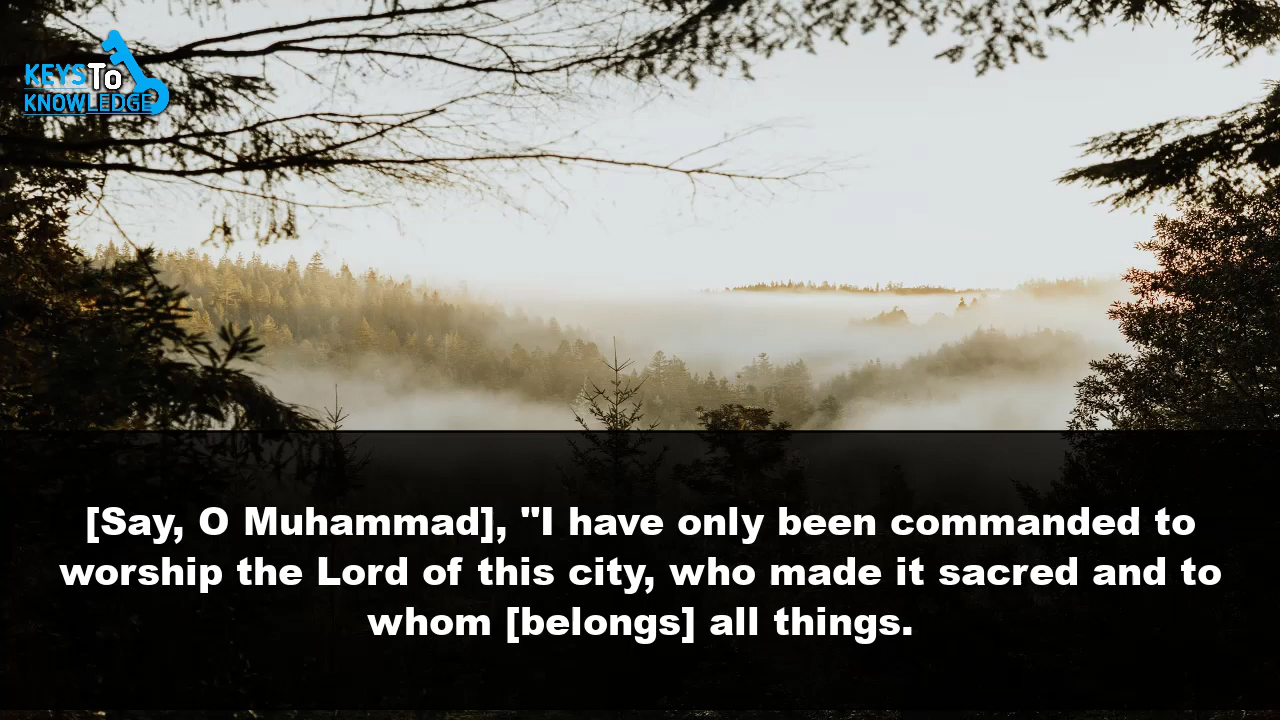 KEYS To
KNOWLEDGE
[Say, O Muhammad], "I have only been commanded to
worship the Lord of this city, who made it sacred and to
whom [belongs] all things.